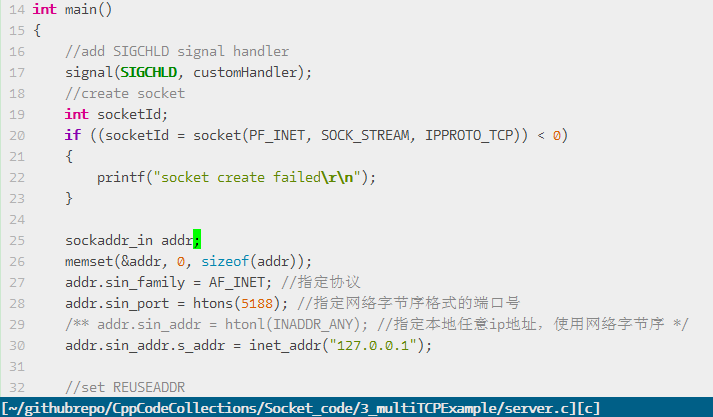 14 int main()
15 {
16     //add SIGCHLD signal handler
17     signal(SIGCHLD, customHandler);
18     //create socket
19     int socketId;
20     if ((socketId = socket(PF_INET, SOCK_STREAM, IPPROTO_TCP)) < 0)
21     {
22         printf("socket create failed\r\n");
23     }
24
25     sockaddr_in addr;
26     memset(&addr, 0, sizeof(addr));
27     addr.sin_family = AF_INET; //指定协议
28     addr.sin_port = htons(5188); //指定网络字节序格式的端口号
29     /** addr.sin_addr = htonl(INADDR_ANY); //指定本地任意ip地址，使用网络字节序 */
30     addr.sin_addr.s_addr = inet_addr("127.0.0.1");
31
32     //set REUSEADDR
[~/githubrepo/CppCodeCollections/Socket_code/3_multiTCPExample/server.c][c]